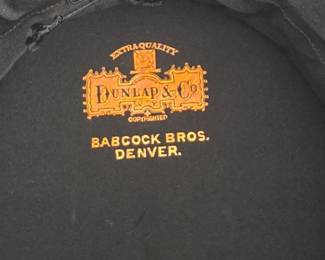 EXTRA QUALITY
DUNLAP & CO
COPYRIGHTED
BABCOCK BROS.
DENVER.